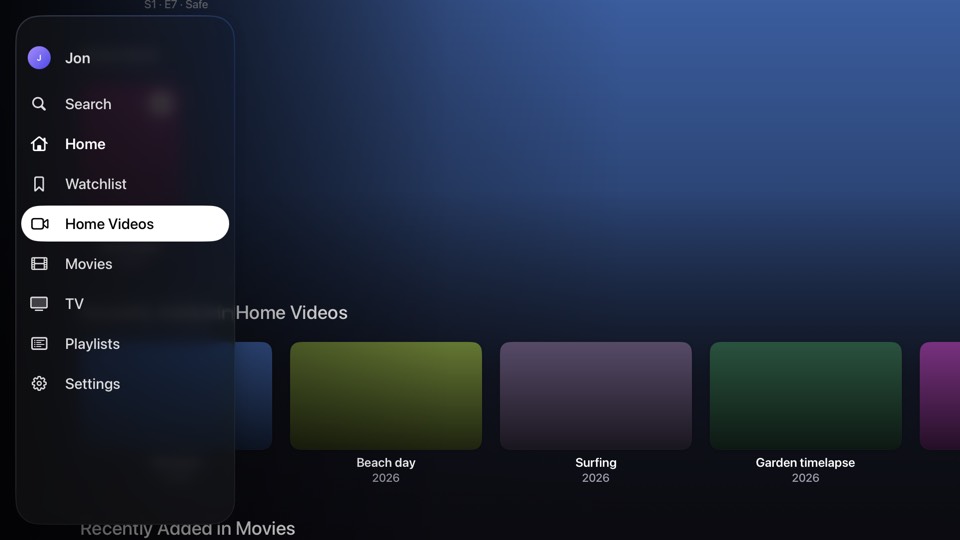 S1 · E7 · Safe
J
Jon
Search
Home
Watchlist
Home Videos
Movies
TV
Playlists
Settings
Home Videos
Beach day
2026
Surfing
2026
Garden timelapse
2026
Recently Added in Movies